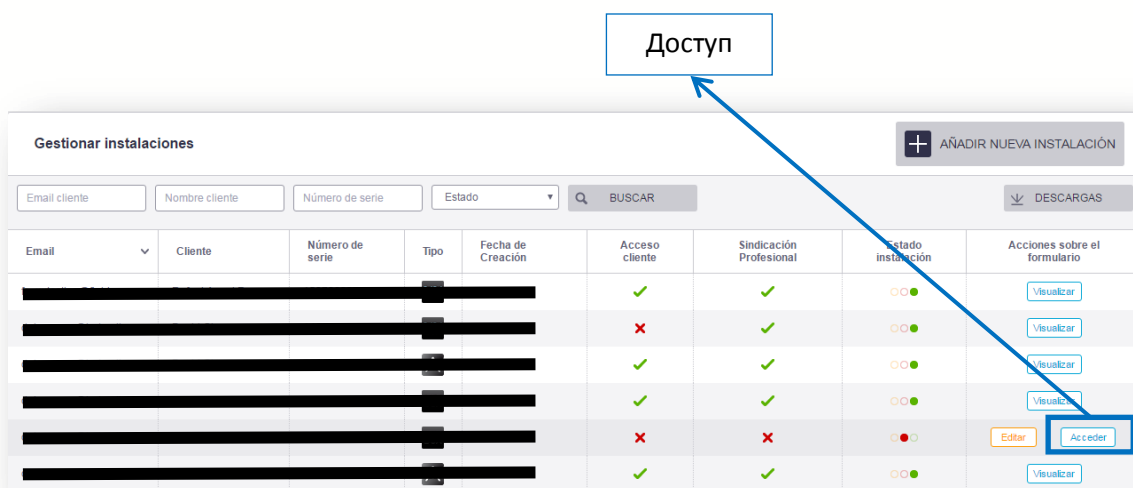 Доступ
Gestionar instalaciones
AÑADIR NUEVA INSTALACIÓN
Email cliente
Nombre cliente
Número de serie
Estado
BUSCAR
DESCARGAS
Email
Cliente
Número de
serie
Tipo
Fecha de
Creación
Acceso
cliente
Sindicación
Profesional
Estado
instalación
Acciones sobre el
formulario
Visualizar
Visualizar
Visualizar
Visualizar
Editar
Acceder
Visualizar